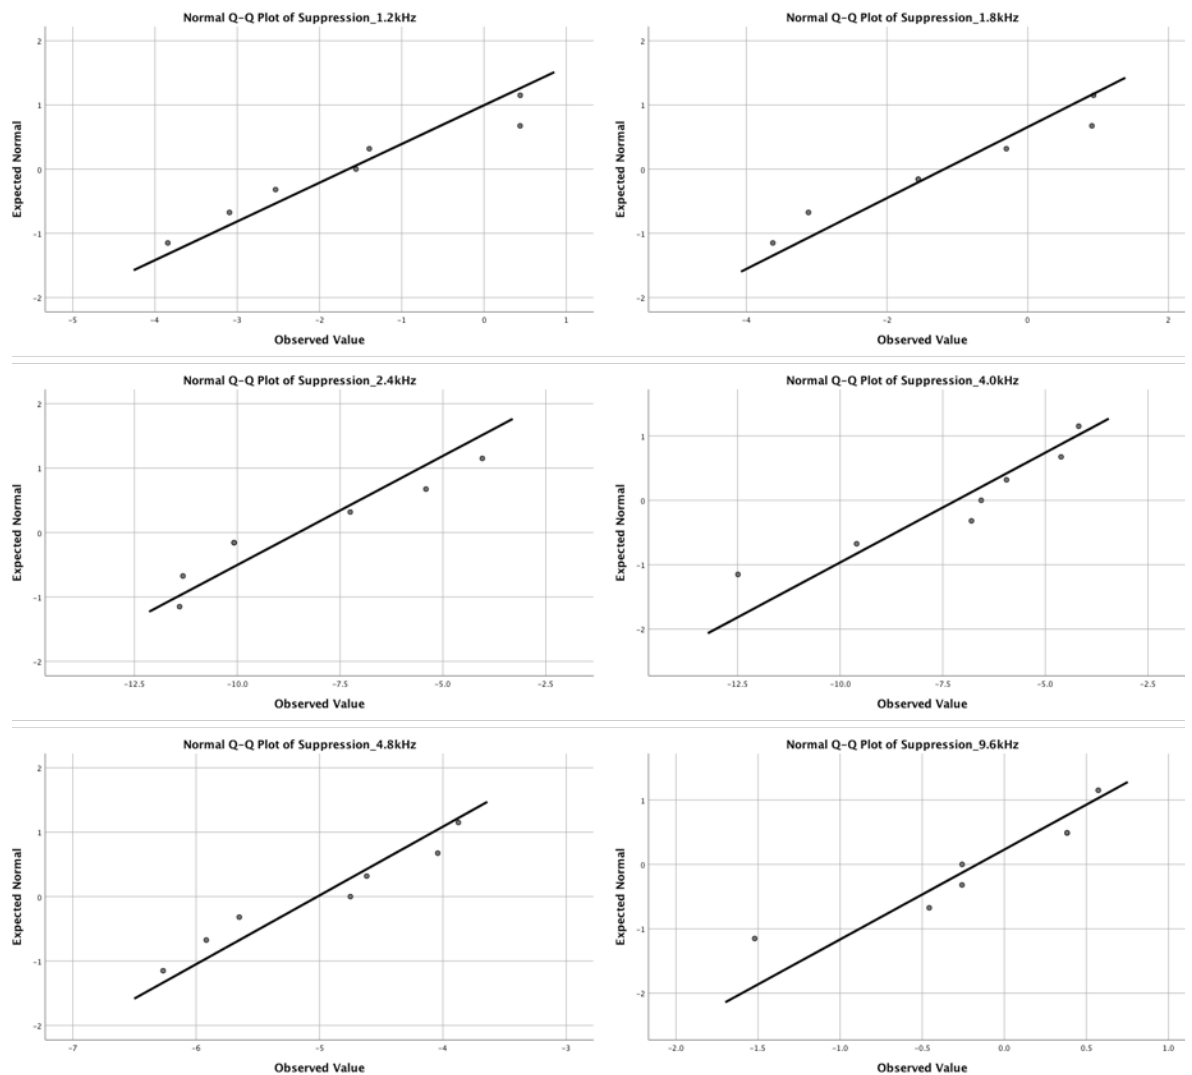 Normal Q-Q Plot of Suppression_1.2kHz
2
1
0
-1
-2
Expected Normal
-5 -4 -3 -2 -1 0 1
Observed Value
Normal Q-Q Plot of Suppression_1.8kHz
2
1
0
-1
-2
Expected Normal
-4 -2 0 2
Observed Value
Normal Q-Q Plot of Suppression_2.4kHz
2
1
0
-1
-2
Expected Normal
-12.5 -10.0 -7.5 -5.0 -2.5
Observed Value
Normal Q-Q Plot of Suppression_4.0kHz
1
0
-1
-2
Expected Normal
-12.5 -10.0 -7.5 -5.0 -2.5
Observed Value
Normal Q-Q Plot of Suppression_4.8kHz
2
1
0
-1
-2
Expected Normal
-7 -6 -5 -4 -3
Observed Value
Normal Q-Q Plot of Suppression_9.6kHz
1
0
-1
-2
Expected Normal
-2.0 -1.5 -1.0 -0.5 0.0 0.5 1.0
Observed Value